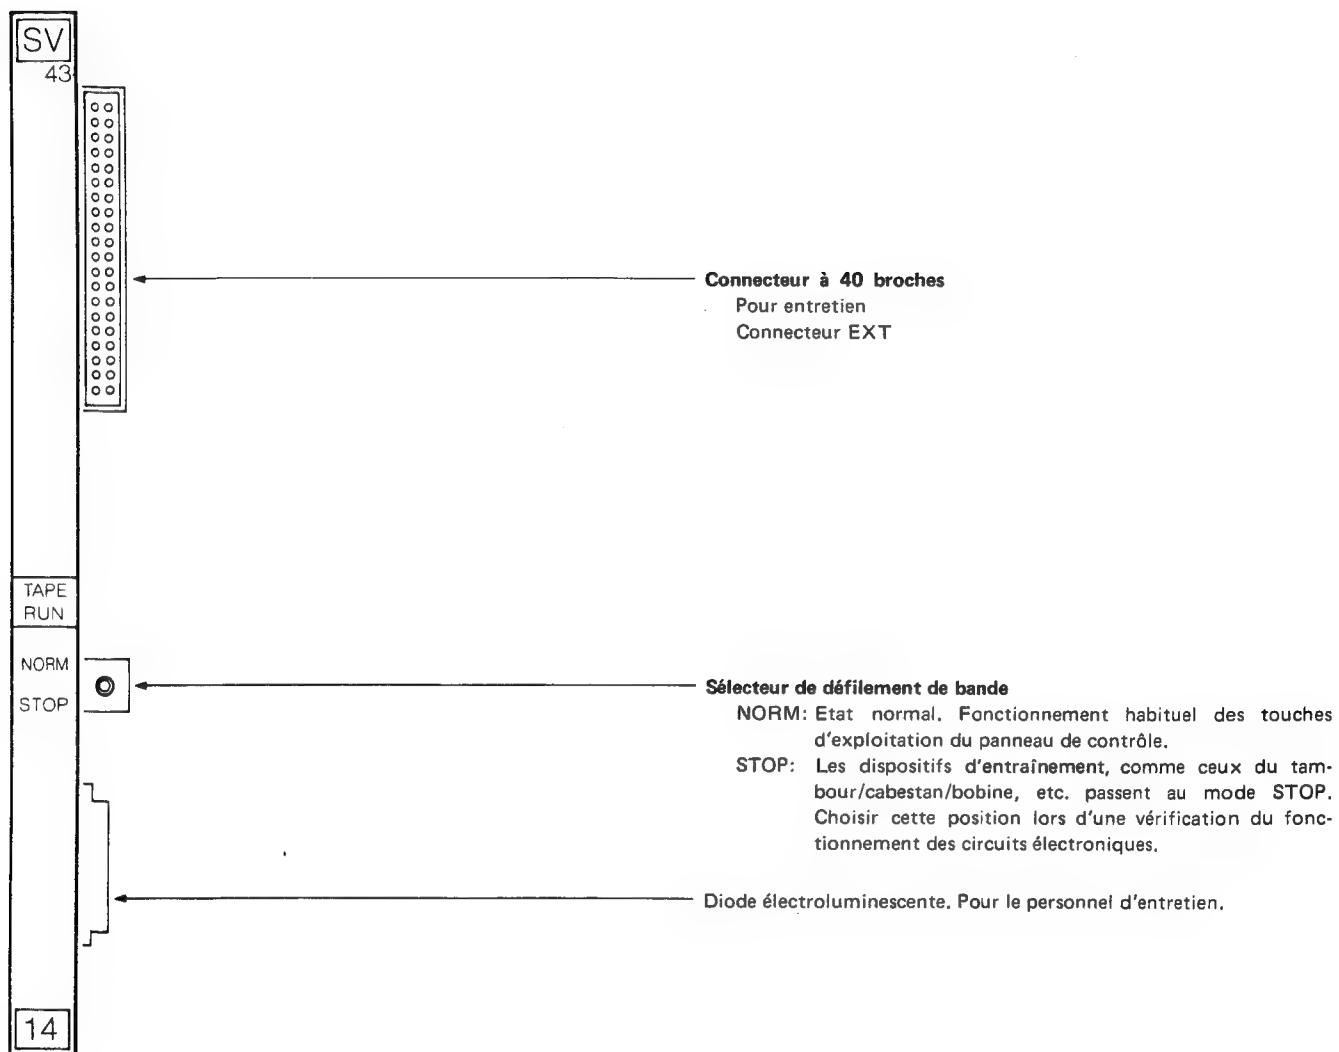 SV
43
Connecteur à 40 broches
Pour entretien
Connecteur EXT
TAPE
RUN
NORM
STOP
Sélecteur de défilement de bande
NORM: Etat normal. Fonctionnement habituel des touches
d'exploitation du panneau de contrôle.
STOP: Les dispositifs d'entraînement, comme ceux du tam-
bour/cabestan/bobine, etc. passent au mode STOP.
Choisir cette position lors d'une vérification du fonc-
tionnement des circuits électroniques.
Diode électroluminescente. Pour le personnel d'entretien.
14